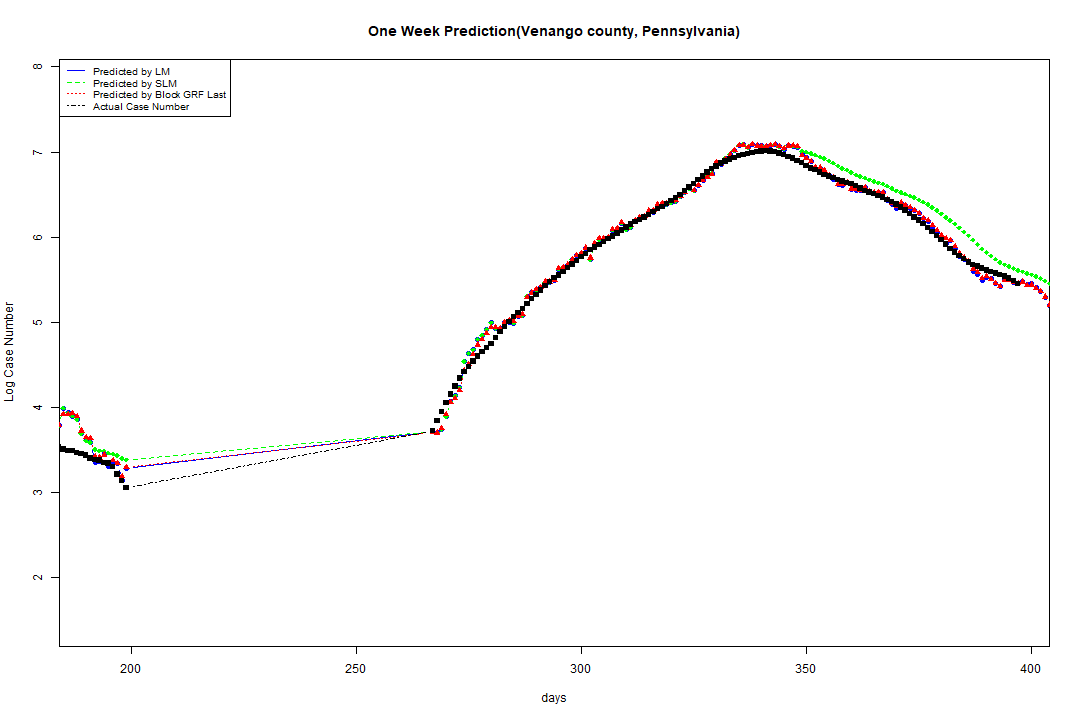 One Week Prediction(Venango county, Pennsylvania)
Predicted by LM
Predicted by SLM
Predicted by Block GRF Last
Actual Case Number
8
7
6
5
4
3
2
Log Case Number
200 250 300 350 400
days